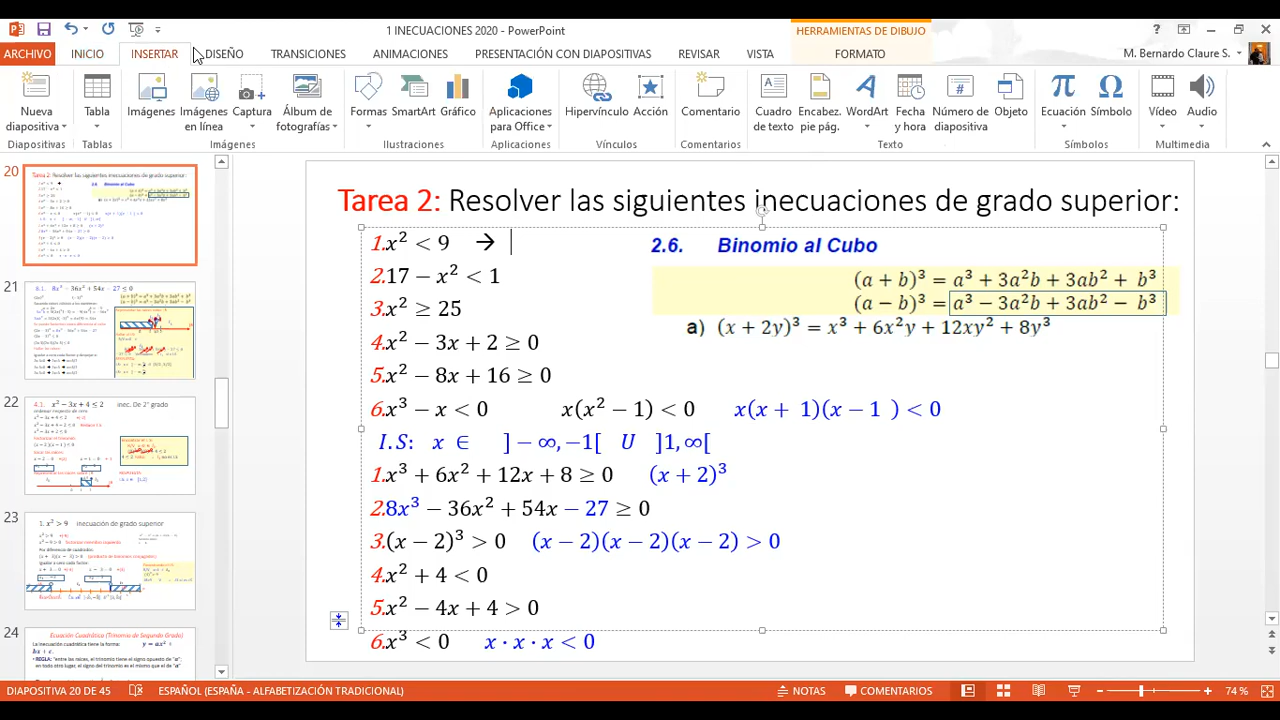 1 INECUACIONES 2020 - PowerPoint
HERRAMIENTAS DE DIBUJO
ARCHIVO INICIO INSERTAR DISEÑO TRANSICIONES ANIMACIONES PRESENTACIÓN CON DIAPOSITIVAS REVISAR VISTA FORMATO M. Bernardo Claure S.
Nueva diapositiva Tabla Imágenes Imágenes en línea Captura Álbum de fotografías Formas SmartArt Gráfico Aplicaciones para Office Hipervínculo Acción Comentario Cuadro de texto Encabez. pie pág. WordArt Fecha y hora Número de diapositiva Objeto Ecuación Símbolo Vídeo Audio
Diapositivas Tablas Imágenes Ilustraciones Aplicaciones Vínculos Comentarios Texto Símbolos Multimedia
20
21
22
23
24
Tarea 2: Resolver las siguientes inecuaciones de grado superior:
1. x² < 9 →
2. 17 − x² < 1
3. x² ≥ 25
4. x² − 3x + 2 ≥ 0
5. x² − 8x + 16 ≥ 0
6. x³ − x < 0 x(x² − 1) < 0 x(x + 1)(x − 1 ) < 0
I.S: x ∈ ] − ∞, −1[ U ]1, ∞[
1. x³ + 6x² + 12x + 8 ≥ 0 (x + 2)³
2. 8x³ − 36x² + 54x − 27 ≥ 0
3. (x − 2)³ > 0 (x − 2)(x − 2)(x − 2) > 0
4. x² + 4 < 0
5. x² − 4x + 4 > 0
6. x³ < 0 x · x · x < 0
2.6. Binomio al Cubo
(a + b)³ = a³ + 3a²b + 3ab² + b³
(a − b)³ = a³ − 3a²b + 3ab² − b³
a) (x + 2y)³ = x³ + 6x²y + 12xy² + 8y³
DIAPOSITIVA 20 DE 45 ESPAÑOL (ESPAÑA - ALFABETIZACIÓN TRADICIONAL) NOTAS COMENTARIOS 74 %